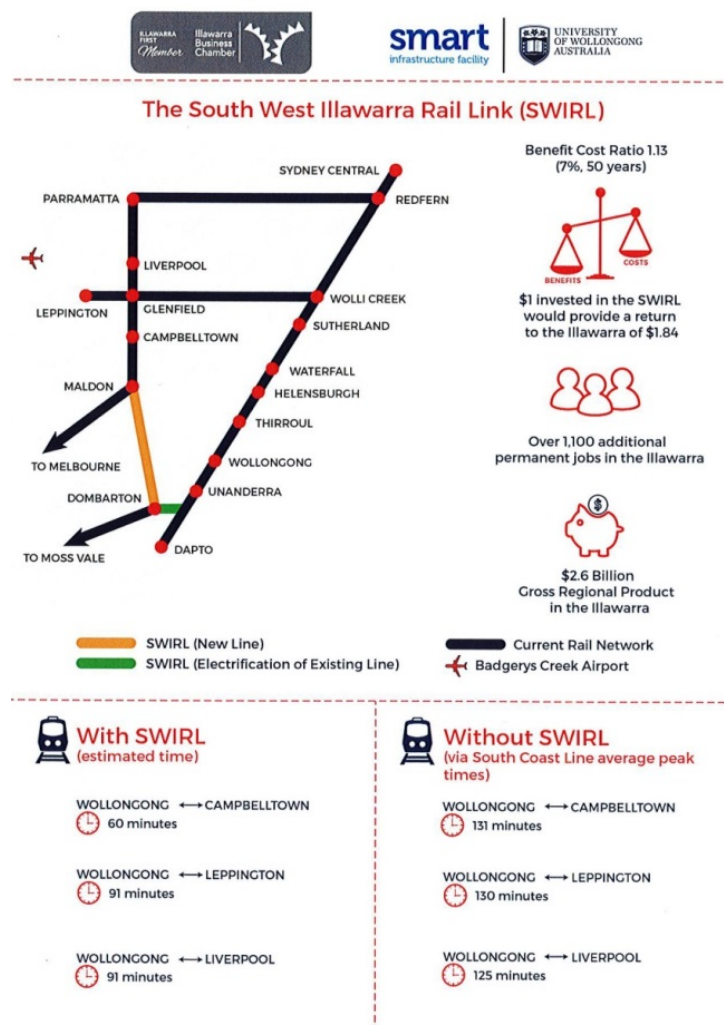 ILLAWARRA
FIRST
Member
Illawarra
Business
Chamber
smart
infrastructure facility
UNIVERSITY
OF WOLLONGONG
AUSTRALIA
The South West Illawarra Rail Link (SWIRL)
SYDNEY CENTRAL
PARRAMATTA
REDFERN
LIVERPOOL
LEPPINGTON
GLENFIELD
WOLLI CREEK
SUTHERLAND
CAMPBELLTOWN
WATERFALL
MALDON
HELENSBURGH
THIRROUL
TO MELBOURNE
WOLLONGONG
DOMBARTON
UNANDERRA
TO MOSS VALE
DAPTO
Benefit Cost Ratio 1.13
(7%, 50 years)
BENEFITS
COSTS
$1 invested in the SWIRL
would provide a return
to the Illawarra of $1.84
Over 1,100 additional
permanent jobs in the Illawarra
$
$2.6 Billion
Gross Regional Product
in the Illawarra
SWIRL (New Line)
SWIRL (Electrification of Existing Line)
Current Rail Network
Badgerys Creek Airport
With SWIRL
(estimated time)
WOLLONGONG ↔ CAMPBELLTOWN
60 minutes
WOLLONGONG ↔ LEPPINGTON
91 minutes
WOLLONGONG ↔ LIVERPOOL
91 minutes
Without SWIRL
(via South Coast Line average peak
times)
WOLLONGONG ↔ CAMPBELLTOWN
131 minutes
WOLLONGONG ↔ LEPPINGTON
130 minutes
WOLLONGONG ↔ LIVERPOOL
125 minutes